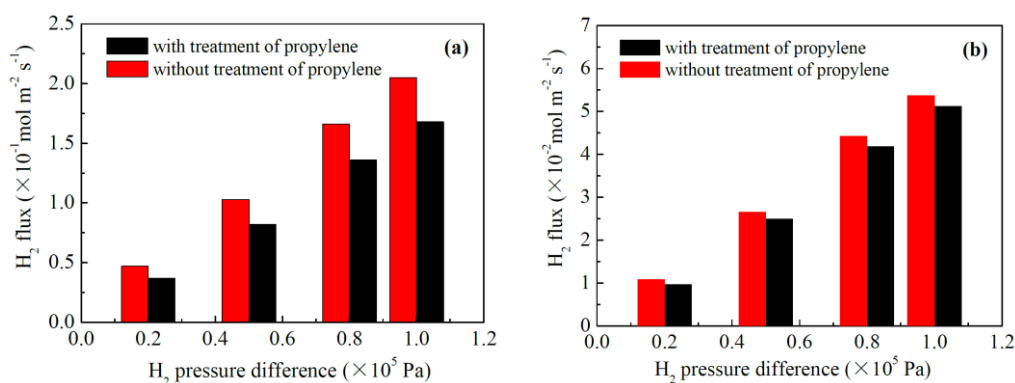 2.5
2.0
1.5
1.0
0.5
0.0
H₂ flux (×10⁻¹mol m⁻² s⁻¹)
with treatment of propylene
without treatment of propylene
(a)
0.0 0.2 0.4 0.6 0.8 1.0 1.2
H₂ pressure difference (×10⁵ Pa)
7
6
5
4
3
2
1
0
H₂ flux (×10⁻²mol m⁻² s⁻¹)
with treatment of propylene
without treatment of propylene
(b)
0.0 0.2 0.4 0.6 0.8 1.0 1.2
H₂ pressure difference (×10⁵ Pa)